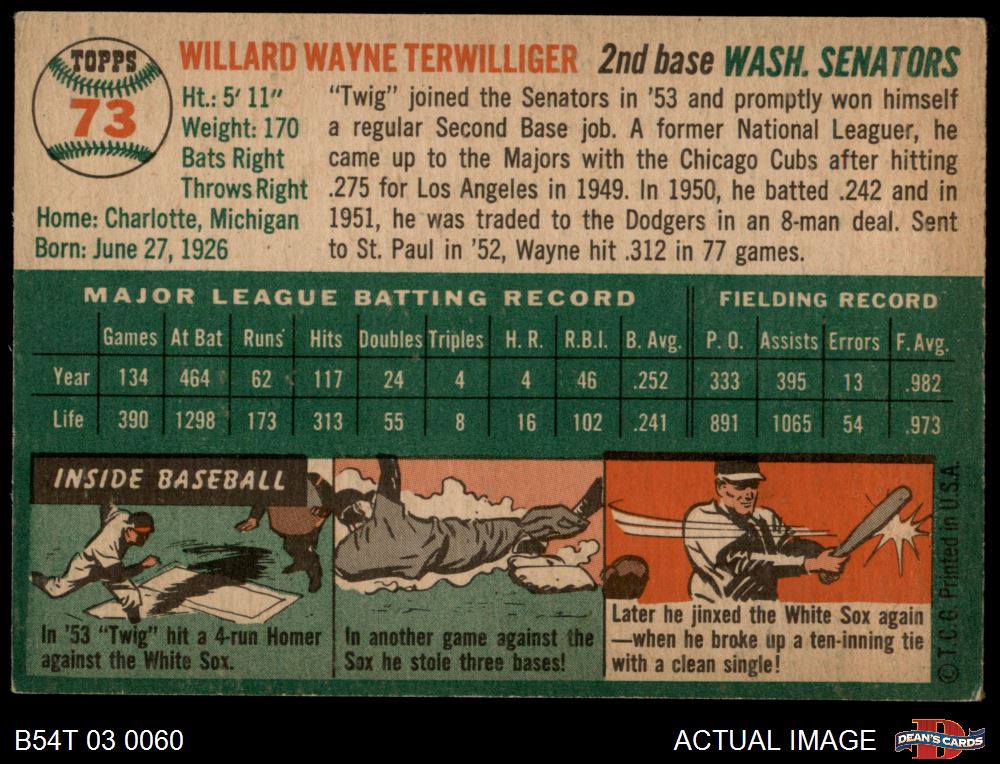 TOPPS
73
WILLARD WAYNE TERWILLIGER 2nd base WASH. SENATORS
Ht.: 5' 11"
Weight: 170
Bats Right
Throws Right
Home: Charlotte, Michigan
Born: June 27, 1926
"Twig" joined the Senators in '53 and promptly won himself
a regular Second Base job. A former National Leaguer, he
came up to the Majors with the Chicago Cubs after hitting
.275 for Los Angeles in 1949. In 1950, he batted .242 and in
1951, he was traded to the Dodgers in an 8-man deal. Sent
to St. Paul in '52, Wayne hit .312 in 77 games.
MAJOR LEAGUE BATTING RECORD FIELDING RECORD
Games At Bat Runs Hits Doubles Triples H. R. R.B.I. B. Avg. P. O. Assists Errors F. Avg.
Year 134 464 62 117 24 4 4 46 .252 333 395 13 .982
Life 390 1298 173 313 55 8 16 102 .241 891 1065 54 .973
INSIDE BASEBALL
In '53 "Twig" hit a 4-run Homer
against the White Sox.
In another game against the
Sox he stole three bases!
Later he jinxed the White Sox again
—when he broke up a ten-inning tie
with a clean single!
© T.C.G. Printed in U.S.A.
B54T 03 0060
ACTUAL IMAGE
DEAN'S CARDS